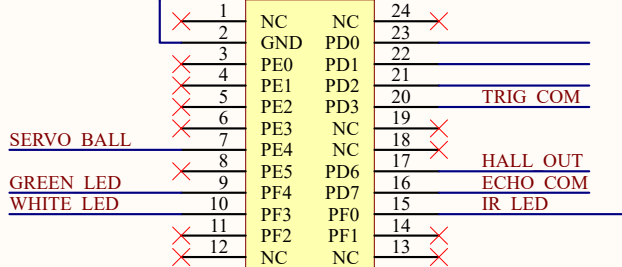 1 NC NC 24
2 GND PD0 23
3 PE0 PD1 22
4 PE1 PD2 21
5 PE2 PD3 20 TRIG COM
6 PE3 NC 19
SERVO BALL 7 PE4 NC 18
8 PE5 PD6 17 HALL OUT
GREEN LED 9 PF4 PD7 16 ECHO COM
WHITE LED 10 PF3 PF0 15 IR LED
11 PF2 PF1 14
12 NC NC 13